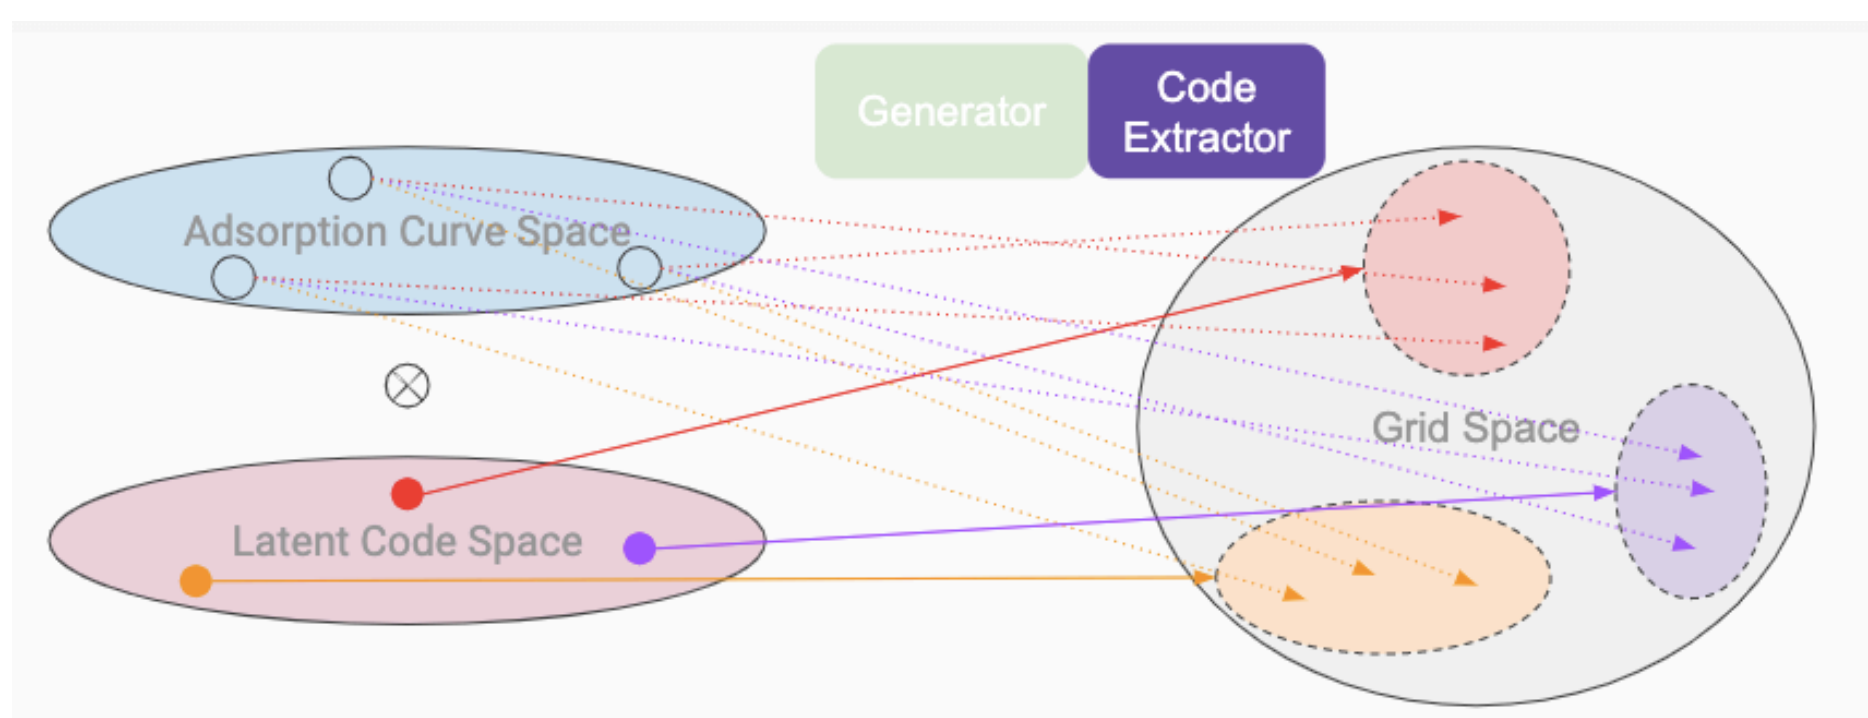 Generator
Code
Extractor
Adsorption Curve Space
Grid Space
Latent Code Space